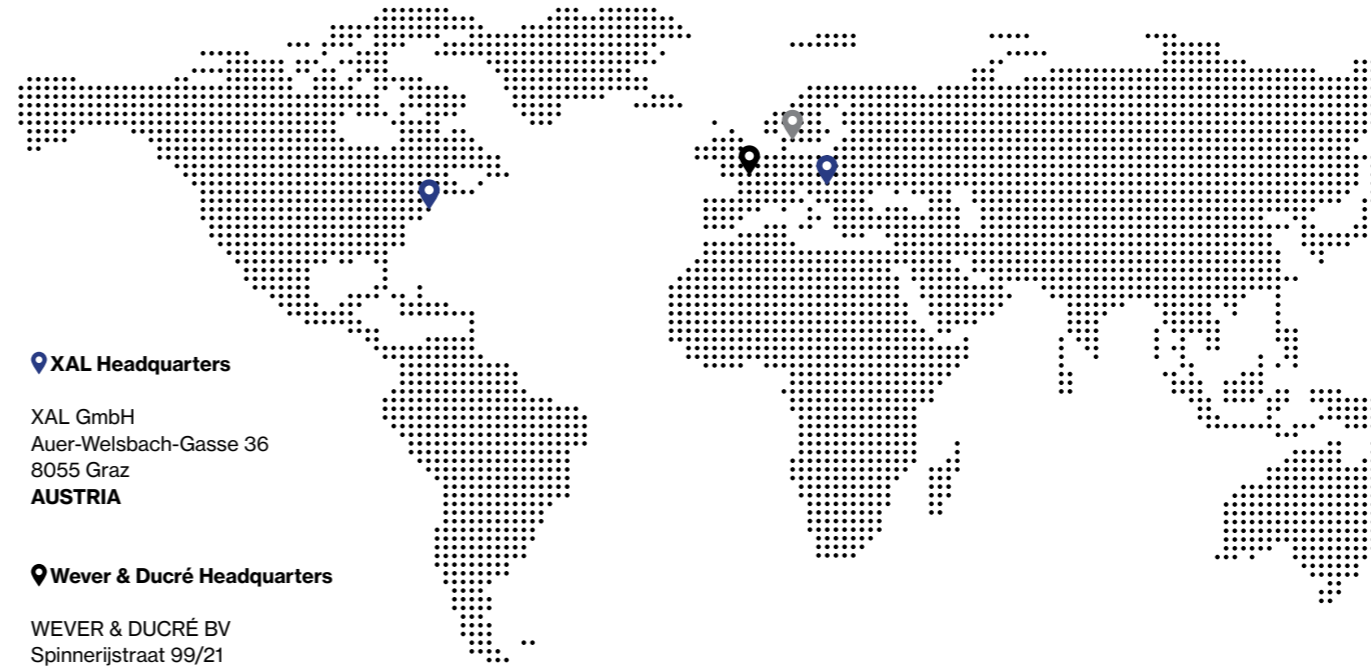 XAL Headquarters
XAL GmbH
Auer-Welsbach-Gasse 36
8055 Graz
AUSTRIA
Wever & Ducré Headquarters
WEVER & DUCRÉ BV
Spinnerijstraat 99/21